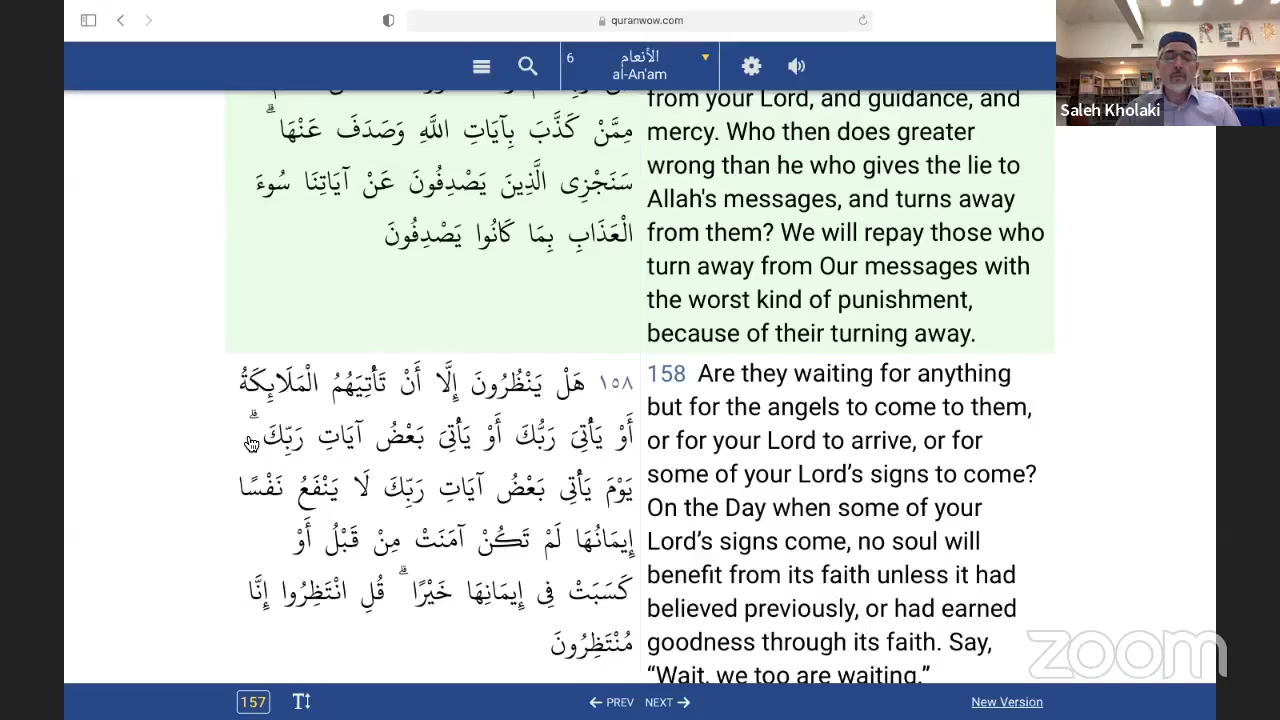 quranwow.com
6
الأنعام
al-An'am
Saleh Kholaki
مِمَّنْ كَذَّبَ بِآيَاتِ اللَّهِ وَصَدَفَ عَنْهَا ۗ
سَنَجْزِى الَّذِينَ يَصْدِفُونَ عَنْ آيَاتِنَا سُوءَ
الْعَذَابِ بِمَا كَانُوا يَصْدِفُونَ
from your Lord, and guidance, and
mercy. Who then does greater
wrong than he who gives the lie to
Allah's messages, and turns away
from them? We will repay those who
turn away from Our messages with
the worst kind of punishment,
because of their turning away.
١٥٨ هَلْ يَنْظُرُونَ إِلَّا أَنْ تَأْتِيَهُمُ الْمَلَائِكَةُ
أَوْ يَأْتِىَ رَبُّكَ أَوْ يَأْتِىَ بَعْضُ آيَاتِ رَبِّكَ ۗ
يَوْمَ يَأْتِى بَعْضُ آيَاتِ رَبِّكَ لَا يَنْفَعُ نَفْسًا
إِيمَانُهَا لَمْ تَكُنْ آمَنَتْ مِنْ قَبْلُ أَوْ
كَسَبَتْ فِى إِيمَانِهَا خَيْرًا ۗ قُلِ انْتَظِرُوا إِنَّا
مُنْتَظِرُونَ
158 Are they waiting for anything
but for the angels to come to them,
or for your Lord to arrive, or for
some of your Lord’s signs to come?
On the Day when some of your
Lord’s signs come, no soul will
benefit from its faith unless it had
believed previously, or had earned
goodness through its faith. Say,
“Wait, we too are waiting.”
zoom
157
T
PREV NEXT
New Version